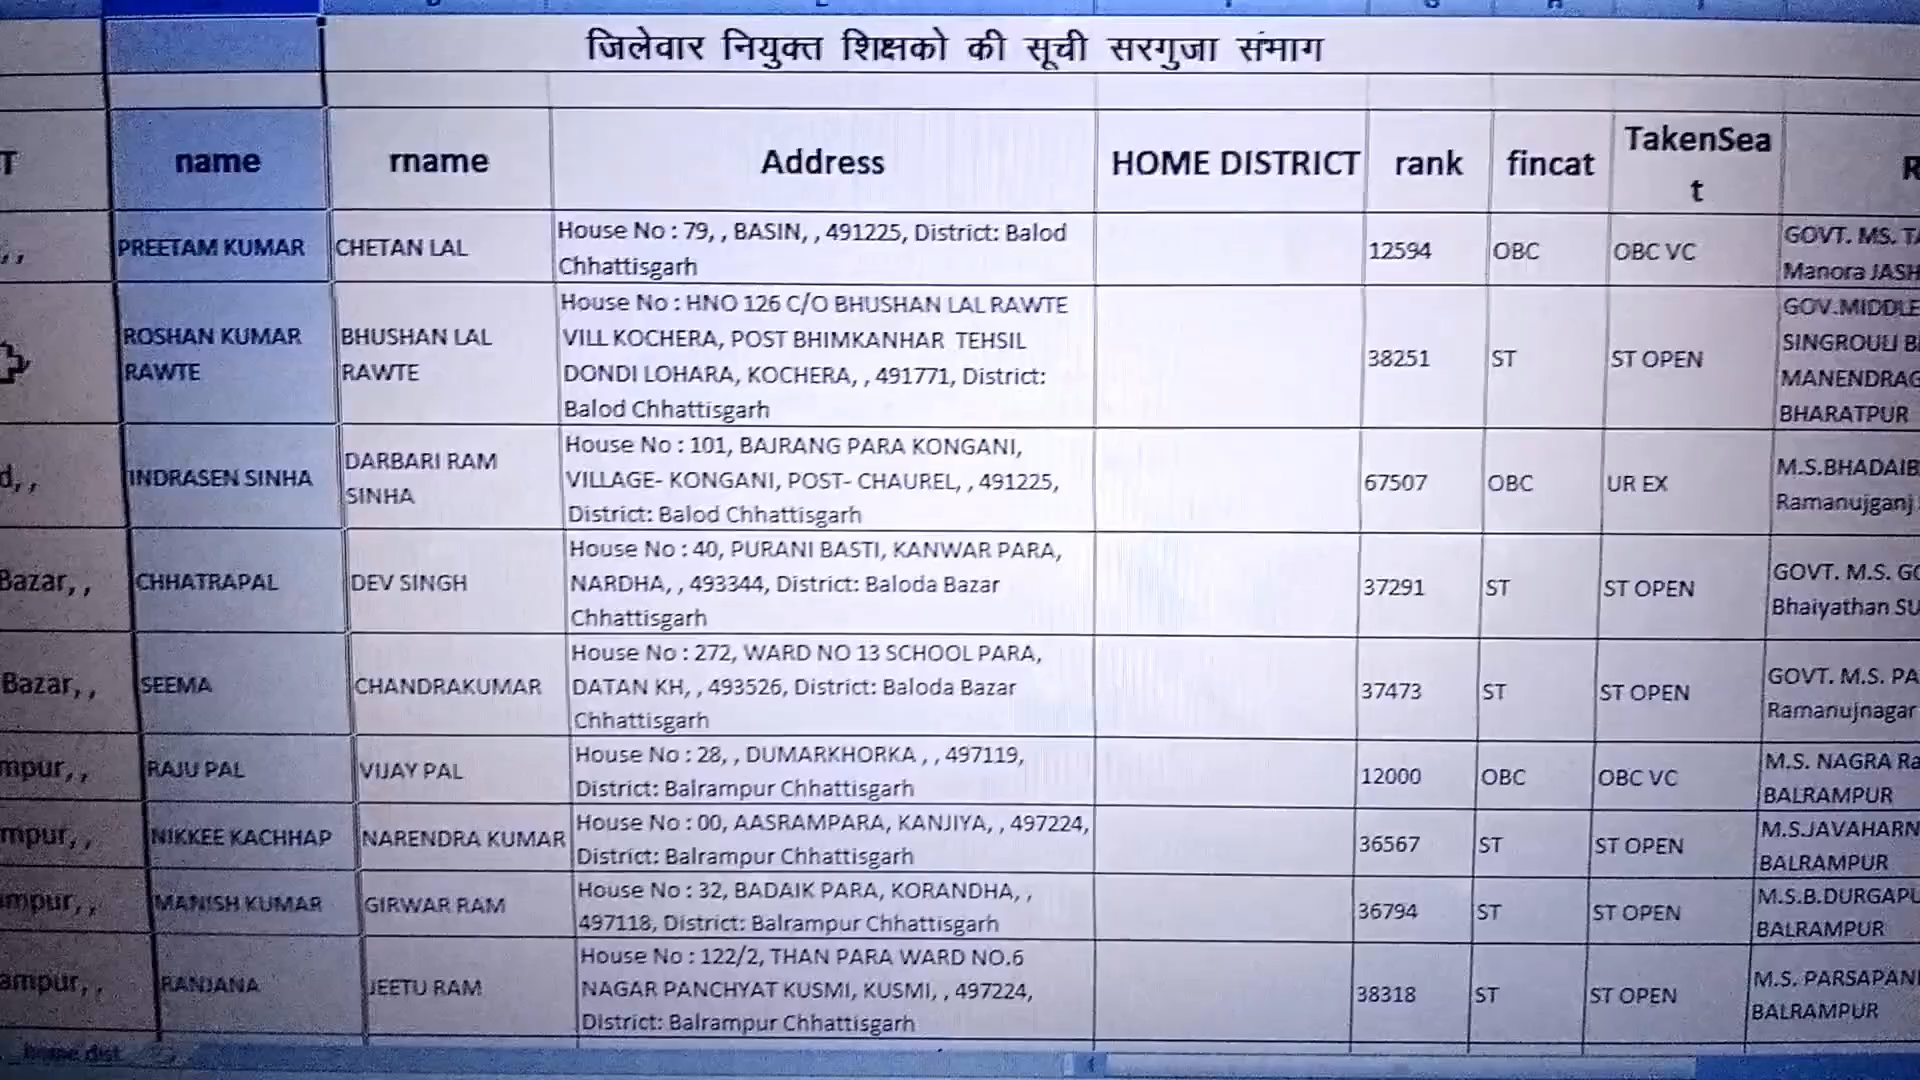 जिलेवार नियुक्त शिक्षको की सूची सरगुजा संभाग
T name rname Address HOME DISTRICT rank fincat TakenSea
t
, , PREETAM KUMAR CHETAN LAL House No : 79, , BASIN, , 491225, District: Balod
Chhattisgarh 12594 OBC OBC VC GOVT. MS.
Manora
ROSHAN KUMAR
RAWTE BHUSHAN LAL
RAWTE House No : HNO 126 C/O BHUSHAN LAL RAWTE
VILL KOCHERA, POST BHIMKANHAR TEHSIL
DONDI LOHARA, KOCHERA, , 491771, District:
Balod Chhattisgarh 38251 ST ST OPEN GOV.MIDDLE
SINGROULI
MANENDRAG
BHARATPUR
d, , INDRASEN SINHA DARBARI RAM
SINHA House No : 101, BAJRANG PARA KONGANI,
VILLAGE- KONGANI, POST- CHAUREL, , 491225,
District: Balod Chhattisgarh 67507 OBC UR EX M.S.BHADAIB
Ramanujganj
Bazar, , CHHATRAPAL DEV SINGH House No : 40, PURANI BASTI, KANWAR PARA,
NARDHA, , 493344, District: Baloda Bazar
Chhattisgarh 37291 ST ST OPEN GOVT. M.S.
Bhaiyathan
Bazar, , SEEMA CHANDRAKUMAR House No : 272, WARD NO 13 SCHOOL PARA,
DATAN KH, , 493526, District: Baloda Bazar
Chhattisgarh 37473 ST ST OPEN GOVT. M.S. PA
Ramanujnagar
mpur, , RAJU PAL VIJAY PAL House No : 28, , DUMARKHORKA , , 497119,
District: Balrampur Chhattisgarh 12000 OBC OBC VC M.S. NAGRA Ra
BALRAMPUR
mpur, , NIKKEE KACHHAP NARENDRA KUMAR House No : 00, AASRAMPARA, KANJIYA, , 497224,
District: Balrampur Chhattisgarh 36567 ST ST OPEN M.S.JAVAHARN
BALRAMPUR
mpur, , MANISH KUMAR GIRWAR RAM House No : 32, BADAIK PARA, KORANDHA, ,
497118, District: Balrampur Chhattisgarh 36794 ST ST OPEN M.S.B.DURGAPU
BALRAMPUR
ampur, , RANJANA JEETU RAM House No : 122/2, THAN PARA WARD NO.6
NAGAR PANCHYAT KUSMI, KUSMI, , 497224,
District: Balrampur Chhattisgarh 38318 ST ST OPEN M.S. PARSAPANI
BALRAMPUR
home dist